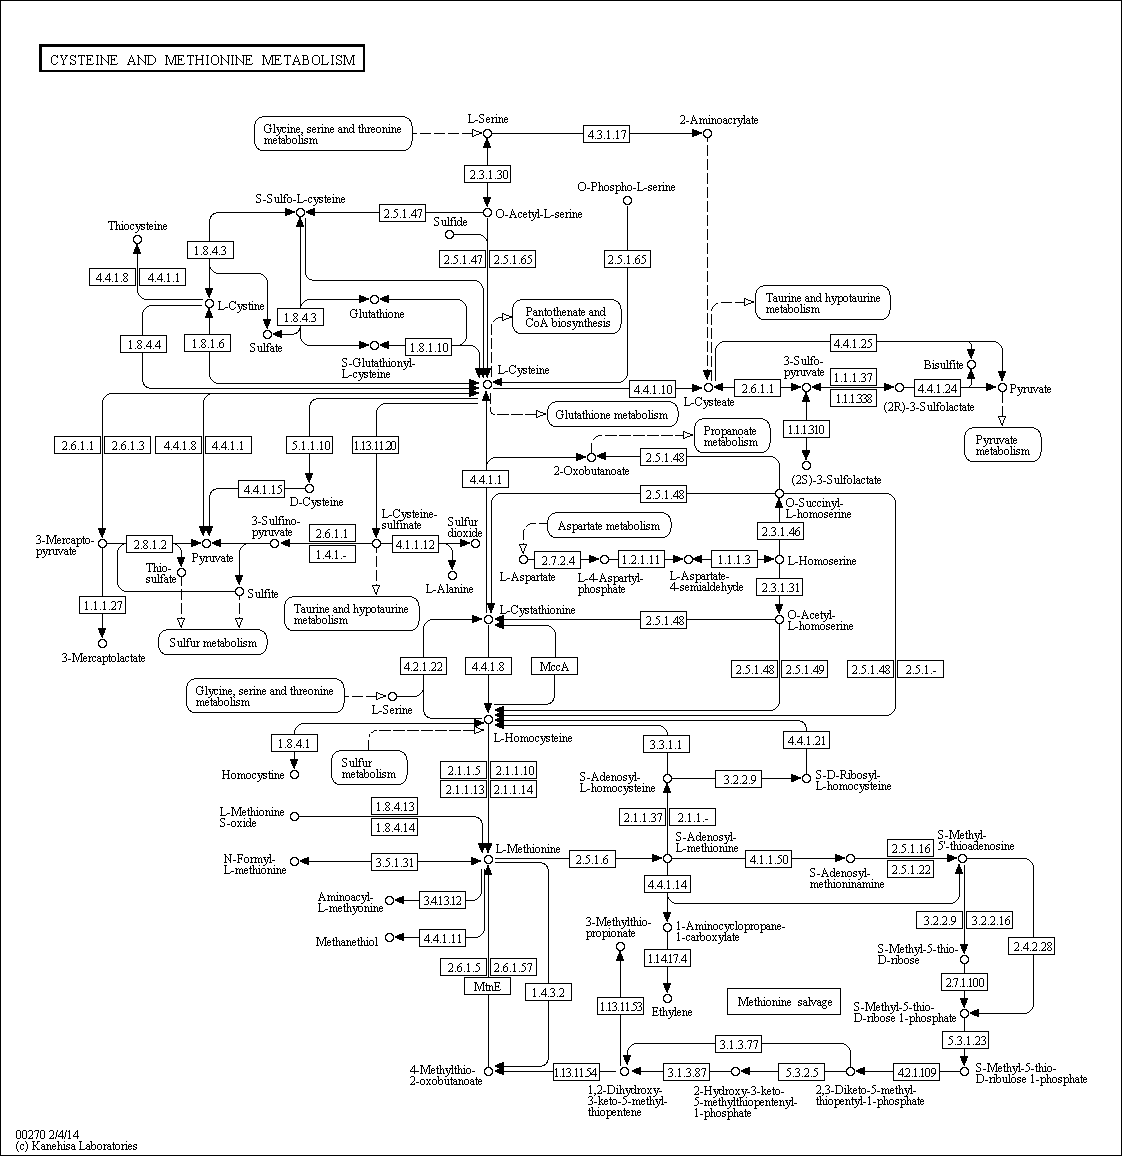 CYSTEINE AND METHIONINE METABOLISM
L-Serine
2-Aminoacrylate
Glycine, serine and threonine
metabolism
4.3.1.17
2.3.1.30
O-Phospho-L-serine
S-Sulfo-L-cysteine
2.5.1.47
O-Acetyl-L-serine
Thiocysteine
Sulfide
1.8.4.3
2.5.1.47
2.5.1.65
2.5.1.65
4.4.1.8
4.4.1.1
L-Cystine
Glutathione
Pantothenate and
CoA biosynthesis
Taurine and hypotaurine
metabolism
1.8.4.3
1.8.4.4
1.8.1.6
Sulfate
1.8.1.10
S-Glutathionyl-
L-cysteine
L-Cysteine
4.4.1.25
3-Sulfo-
pyruvate
Bisulfite
4.4.1.10
L-Cysteate
2.6.1.1
1.1.1.37
1.1.1.338
4.4.1.24
Pyruvate
(2R)-3-Sulfolactate
Glutathione metabolism
2.6.1.1
2.6.1.3
4.4.1.8
4.4.1.1
5.1.1.10
1.13.11.20
Propanoate
metabolism
1.1.1.310
Pyruvate
metabolism
4.4.1.1
2-Oxobutanoate
2.5.1.48
(2S)-3-Sulfolactate
4.4.1.15
D-Cysteine
2.5.1.48
O-Succinyl-
L-homoserine
3-Sulfino-
pyruvate
L-Cysteine-
sulfinate
Sulfur
dioxide
Aspartate metabolism
2.3.1.46
3-Mercapto-
pyruvate
2.8.1.2
Pyruvate
2.6.1.1
1.4.1.-
4.1.1.12
L-Aspartate
2.7.2.4
L-4-Aspartyl-
phosphate
1.2.1.11
L-Aspartate-
4-semialdehyde
1.1.1.3
L-Homoserine
Thio-
sulfate
L-Alanine
2.3.1.31
Sulfite
1.1.1.27
Taurine and hypotaurine
metabolism
L-Cystathionine
2.5.1.48
O-Acetyl-
L-homoserine
3-Mercaptolactate
Sulfur metabolism
4.2.1.22
4.4.1.8
MccA
2.5.1.48
2.5.1.49
2.5.1.48
2.5.1.-
Glycine, serine and threonine
metabolism
L-Serine
L-Homocysteine
1.8.4.1
3.3.1.1
4.4.1.21
Homocystine
Sulfur
metabolism
2.1.1.5
2.1.1.10
2.1.1.13
2.1.1.14
S-Adenosyl-
L-homocysteine
3.2.2.9
S-D-Ribosyl-
L-homocysteine
L-Methionine
S-oxide
1.8.4.13
1.8.4.14
2.1.1.37
2.1.1.-
N-Formyl-
L-methionine
3.5.1.31
L-Methionine
2.5.1.6
S-Adenosyl-
L-methionine
4.1.1.50
S-Adenosyl-
methioninamine
2.5.1.16
2.5.1.22
S-Methyl-
5'-thioadenosine
4.4.1.14
Aminoacyl-
L-methyonine
3.4.13.12
3-Methylthio-
propionate
1-Aminocyclopropane-
1-carboxylate
3.2.2.9
3.2.2.16
Methanethiol
4.4.1.11
2.4.2.28
1.14.17.4
S-Methyl-5-thio-
D-ribose
2.6.1.5
2.6.1.57
MtnE
1.4.3.2
2.7.1.100
1.13.11.53
Ethylene
Methionine salvage
S-Methyl-5-thio-
D-ribose 1-phosphate
5.3.1.23
3.1.3.77
4-Methylthio-
2-oxobutanoate
1.13.11.54
3.1.3.87
5.3.2.5
4.2.1.109
S-Methyl-5-thio-
D-ribulose 1-phosphate
1,2-Dihydroxy-
3-keto-5-methyl-
thiopentene
2-Hydroxy-3-keto-
5-methylthiopentenyl-
1-phosphate
2,3-Diketo-5-methyl-
thiopentyl-1-phosphate
00270 2/4/14
(c) Kanehisa Laboratories